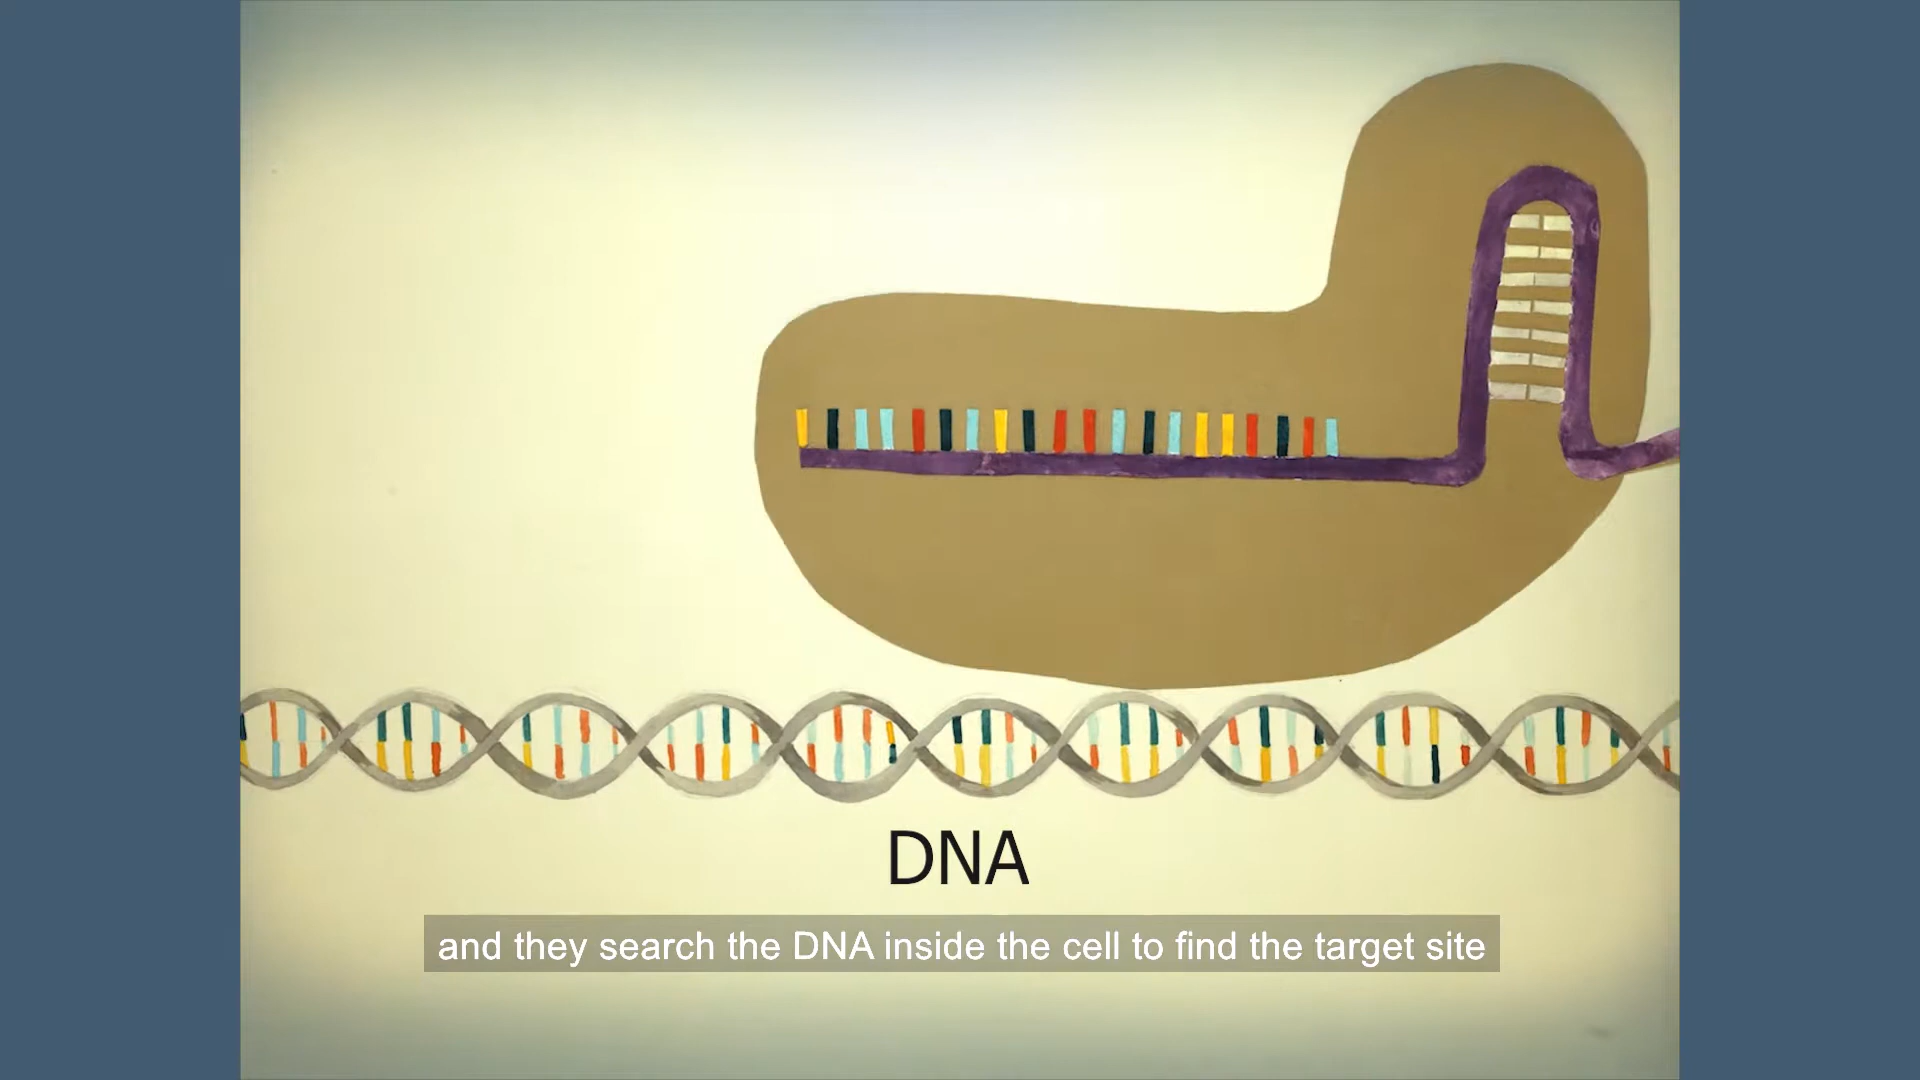 DNA
and they search the DNA inside the cell to find the target site